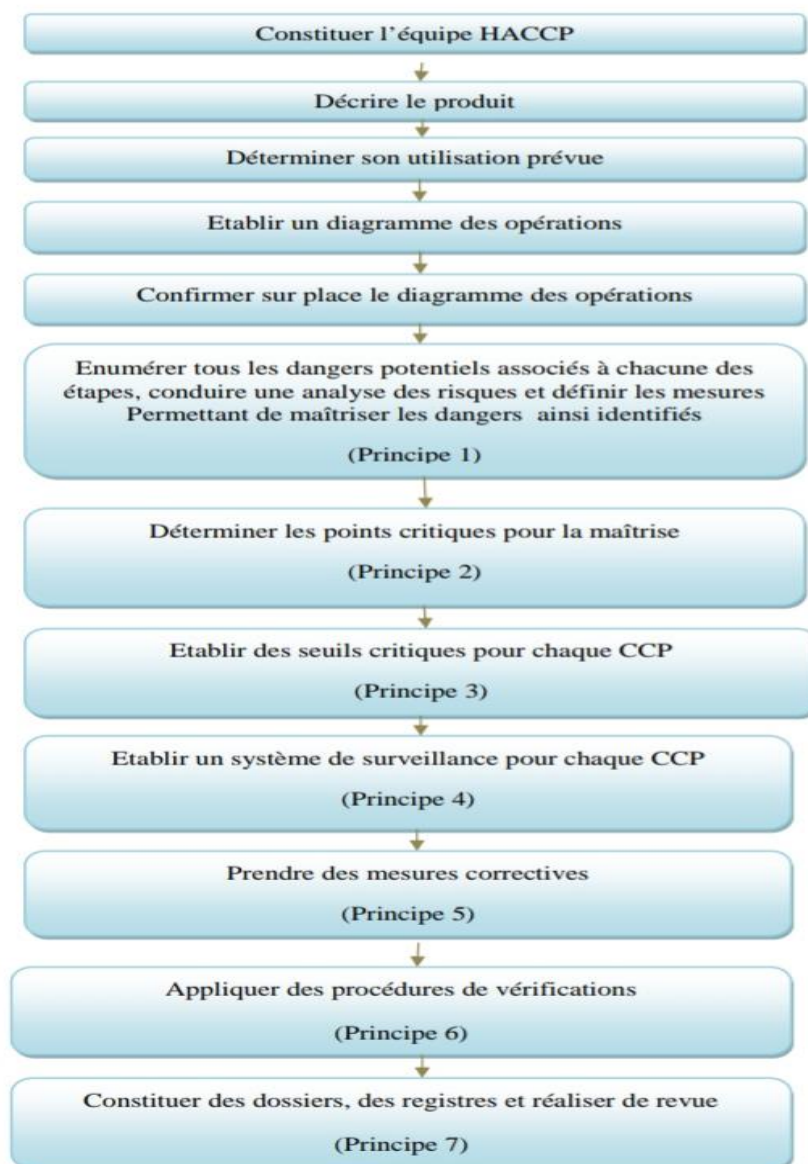 Constituer l'équipe HACCP
Décrire le produit
Déterminer son utilisation prévue
Etablir un diagramme des opérations
Confirmer sur place le diagramme des opérations
Enumérer tous les dangers potentiels associés à chacune des
étapes, conduire une analyse des risques et définir les mesures
Permettant de maîtriser les dangers ainsi identifiés
(Principe 1)
Déterminer les points critiques pour la maîtrise
(Principe 2)
Etablir des seuils critiques pour chaque CCP
(Principe 3)
Etablir un système de surveillance pour chaque CCP
(Principe 4)
Prendre des mesures correctives
(Principe 5)
Appliquer des procédures de vérifications
(Principe 6)
Constituer des dossiers, des registres et réaliser de revue
(Principe 7)